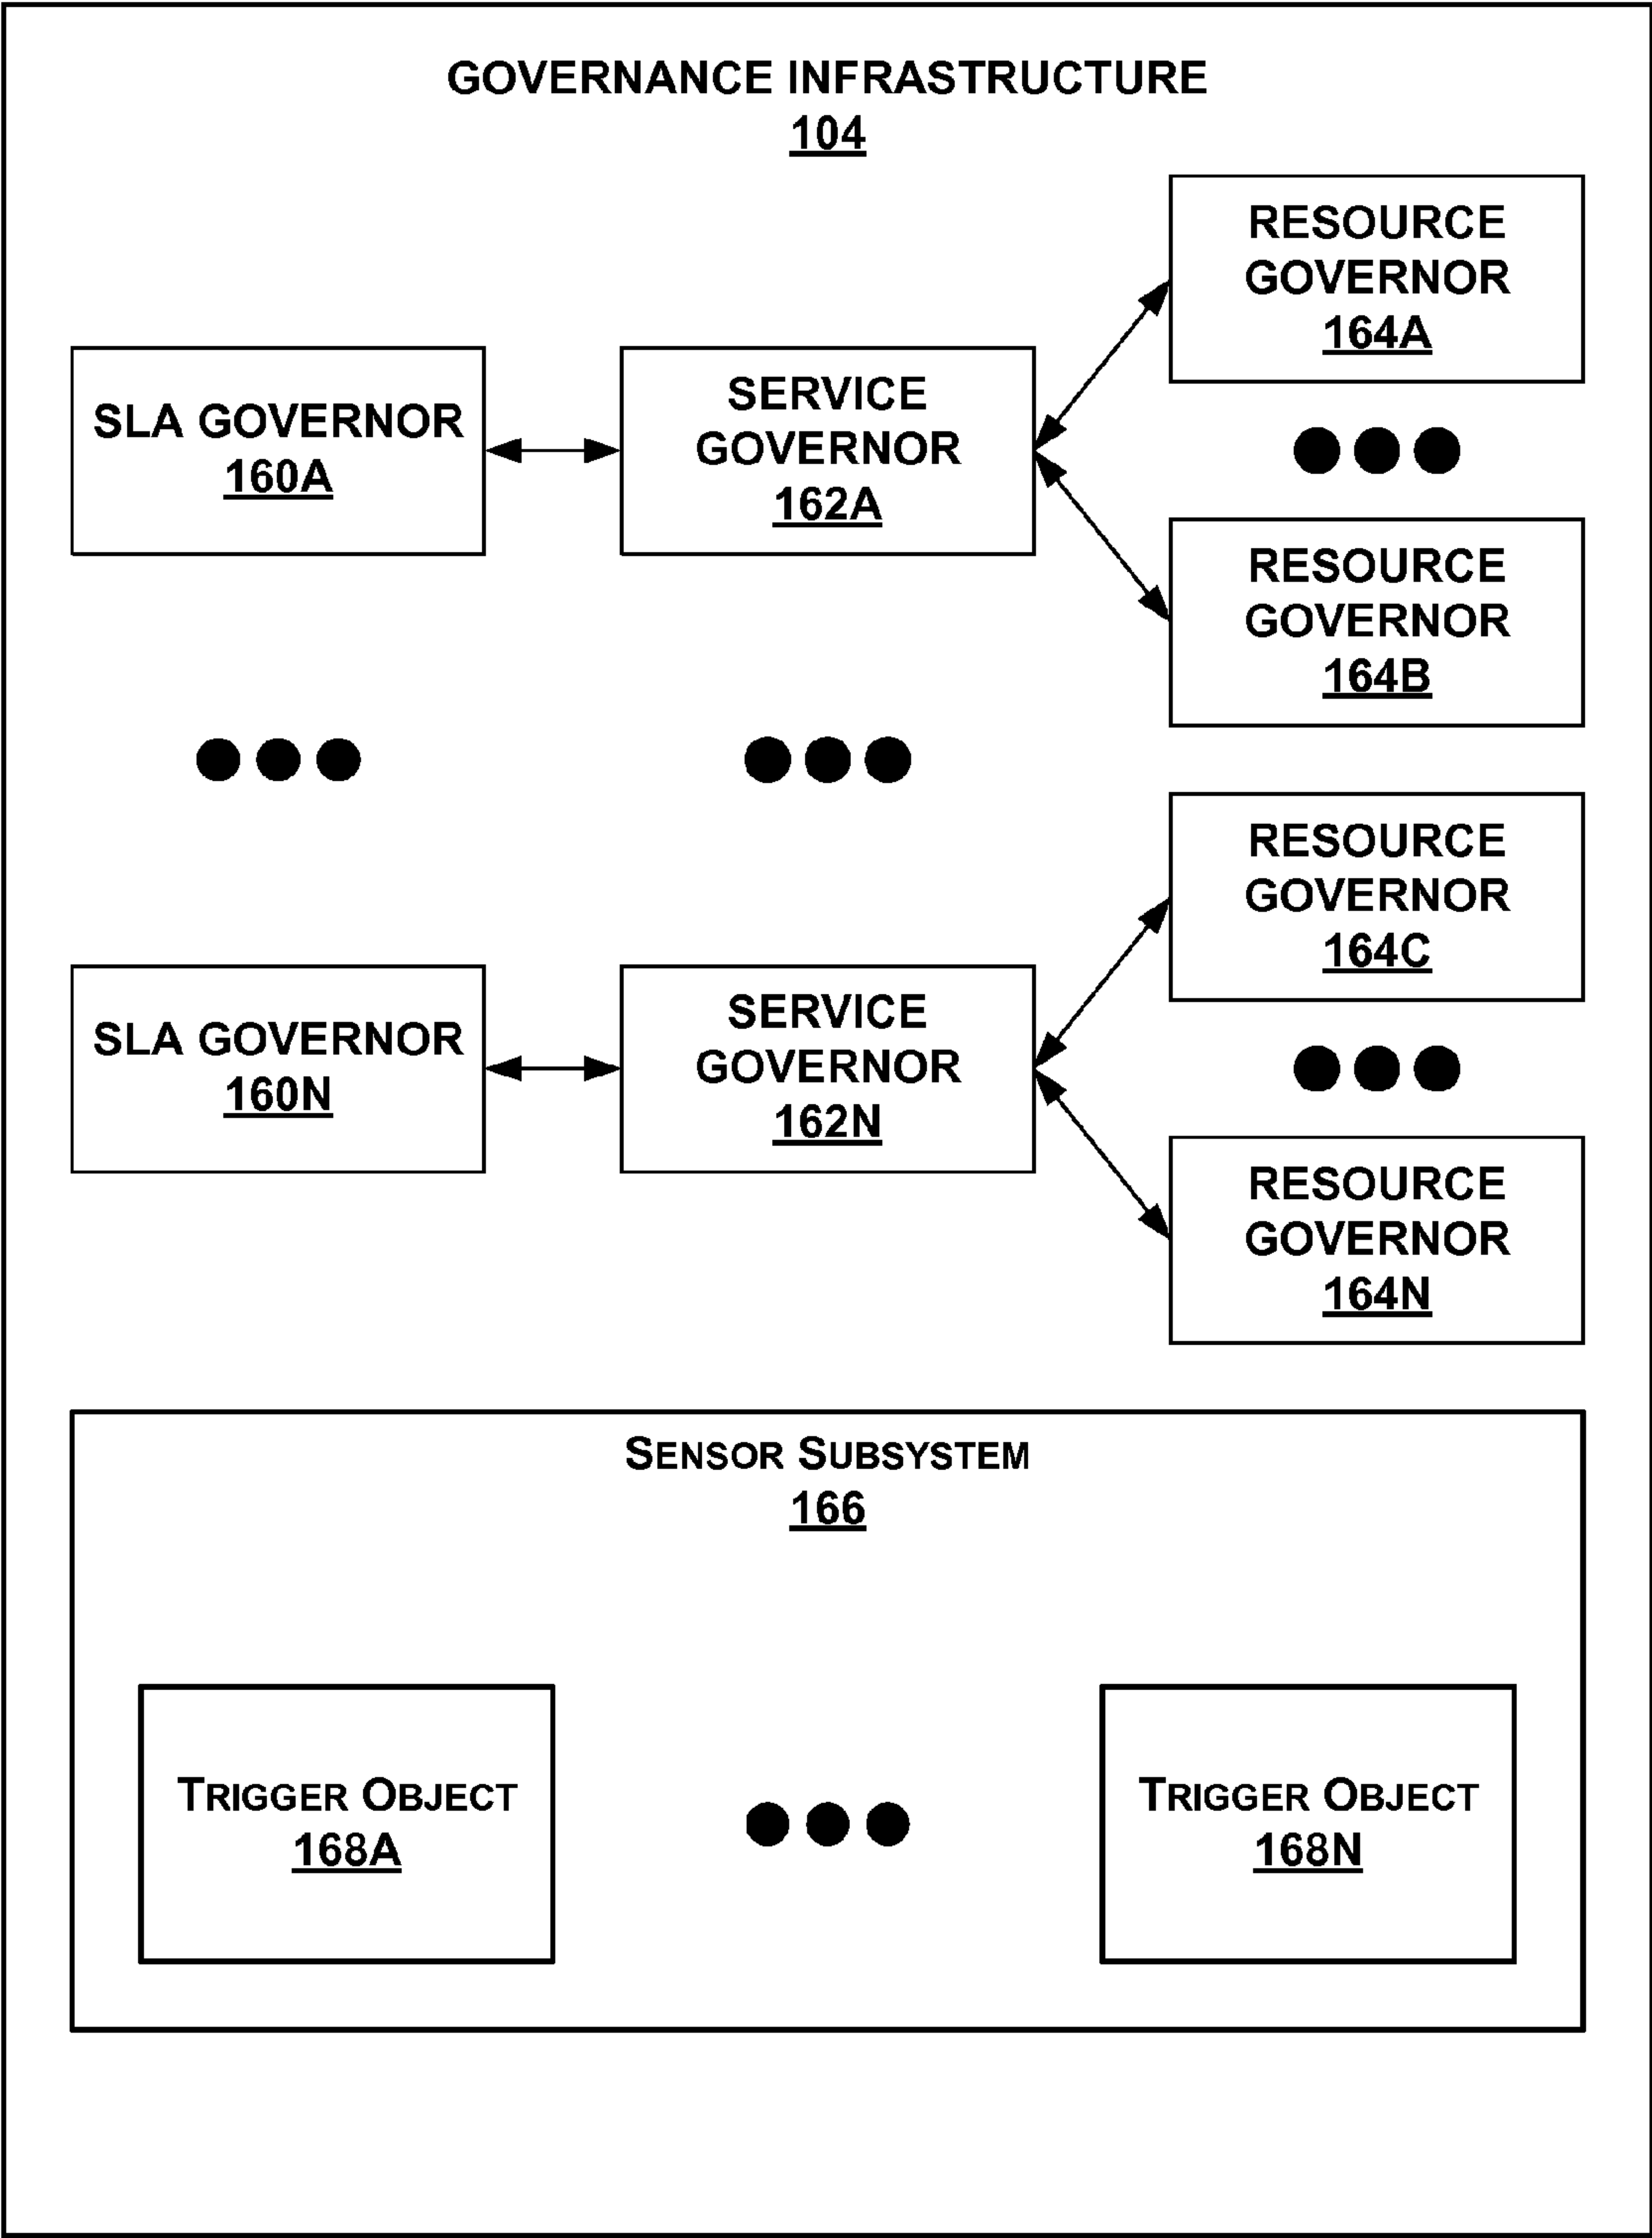 GOVERNANCE INFRASTRUCTURE
104
RESOURCE
GOVERNOR
164A
SLA GOVERNOR
160A
SERVICE
GOVERNOR
162A
RESOURCE
GOVERNOR
164B
RESOURCE
GOVERNOR
164C
SLA GOVERNOR
160N
SERVICE
GOVERNOR
162N
RESOURCE
GOVERNOR
164N
SENSOR SUBSYSTEM
166
TRIGGER OBJECT
168A
TRIGGER OBJECT
168N